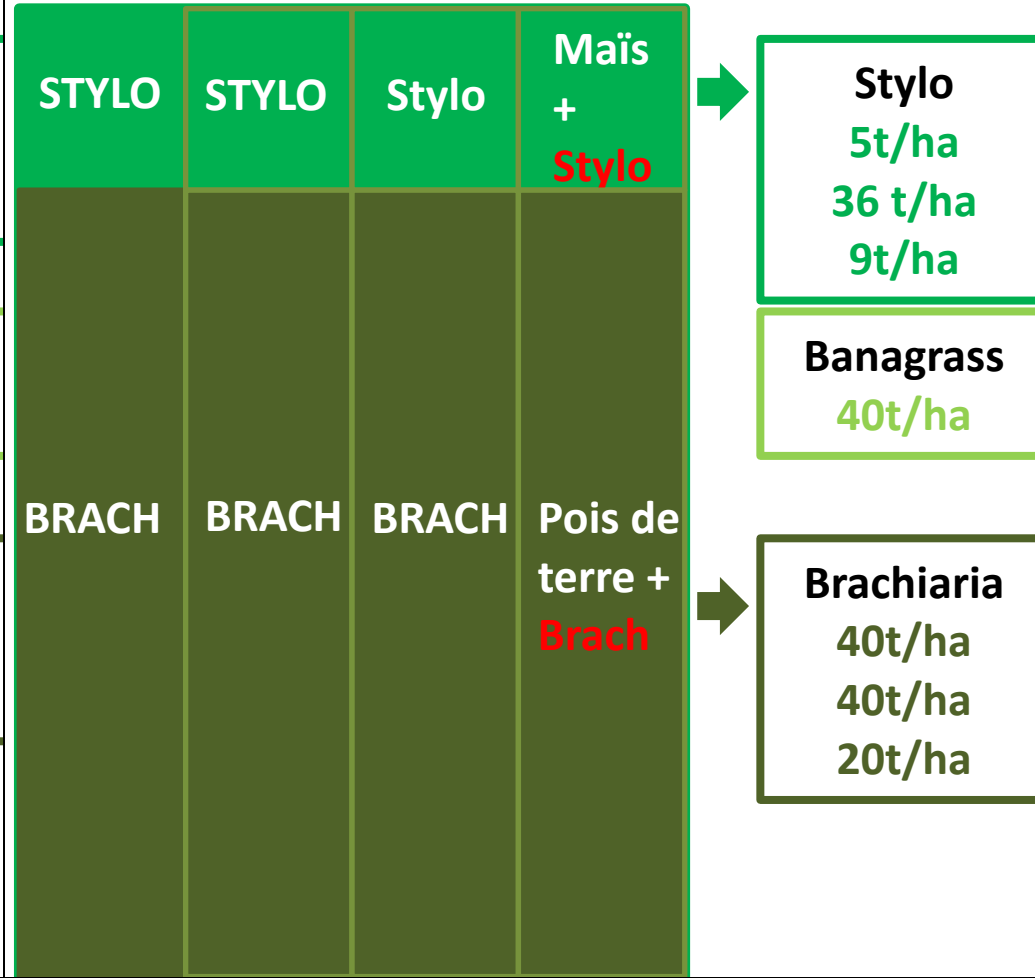 STYLO
STYLO
Stylo
Maïs
+
Stylo
BRACH
BRACH
BRACH
Pois de
terre +
Brach
Stylo
5t/ha
36 t/ha
9t/ha
Banagrass
40t/ha
Brachiaria
40t/ha
40t/ha
20t/ha